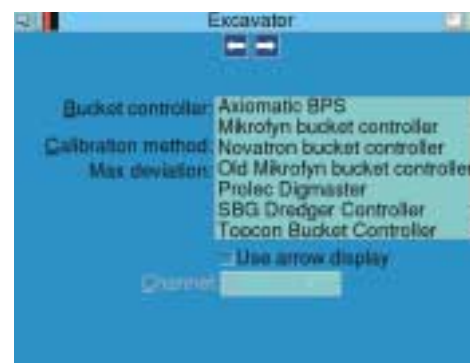 Excavator
Bucket controller: Axiomatic BPS
Mikrofyn bucket controller
Calibration method: Novatron bucket controller
Max deviation: Old Mikrofyn bucket controller
Prolec Digmaster
SBG Dredger Controller
Topcon Bucket Controller
Use arrow display
Channel: